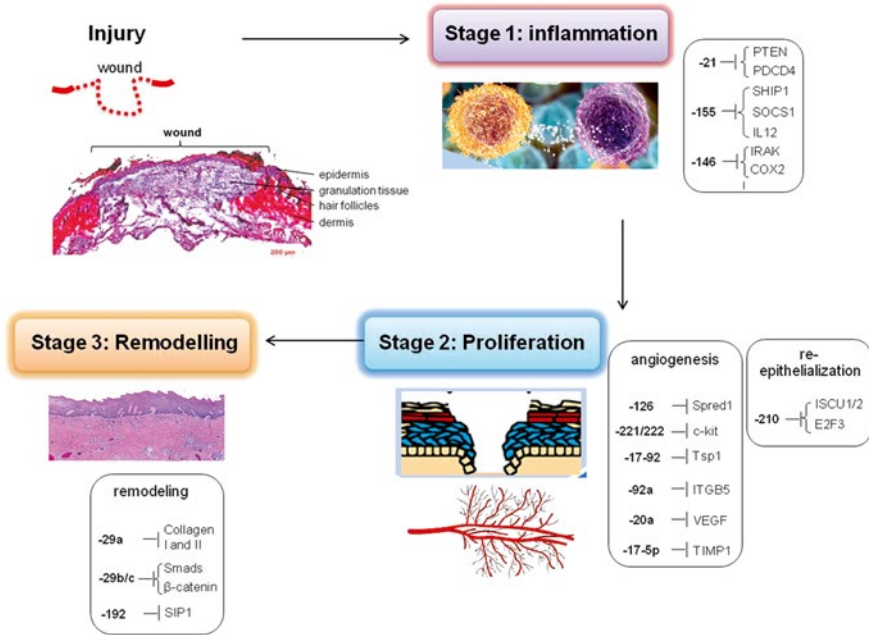 Injury
wound
wound
epidermis
granulation tissue
hair follicles
dermis
200 µm
Stage 1: inflammation
-21
PTEN
PDCD4
-155
SHIP1
SOCS1
IL12
-146
IRAK
COX2
Stage 2: Proliferation
angiogenesis
-126 Spred1
-221/222 c-kit
-17-92 Tsp1
-92a ITGB5
-20a VEGF
-17-5p TIMP1
re-
epithelialization
-210
ISCU1/2
E2F3
Stage 3: Remodelling
remodeling
-29a
Collagen
I and II
-29b/c
Smads
β-catenin
-192 SIP1